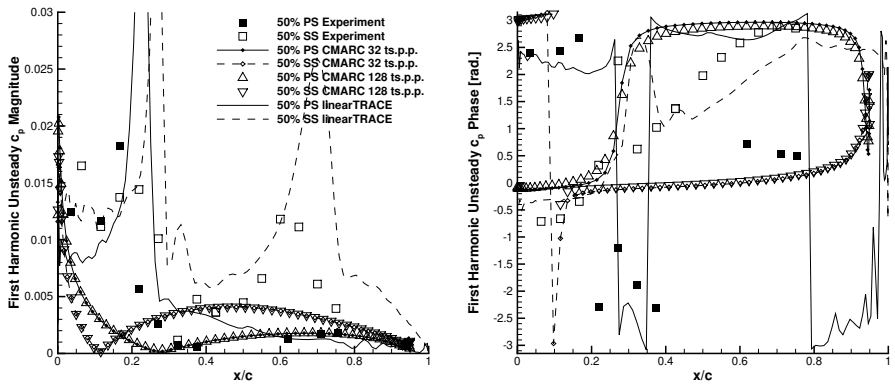 First Harmonic Unsteady cp Magnitude
0.03
0.025
0.02
0.015
0.01
0.005
0
0
0.2
0.4
0.6
0.8
1
x/c
50% PS Experiment
50% SS Experiment
50% PS CMARC 32 ts.p.p.
50% SS CMARC 32 ts.p.p.
50% PS CMARC 128 ts.p.p.
50% SS CMARC 128 ts.p.p.
50% PS linearTRACE
50% SS linearTRACE
First Harmonic Unsteady cp Phase [rad.]
3
2.5
2
1.5
1
0.5
0
-0.5
-1
-1.5
-2
-2.5
-3
0
0.2
0.4
0.6
0.8
1
x/c